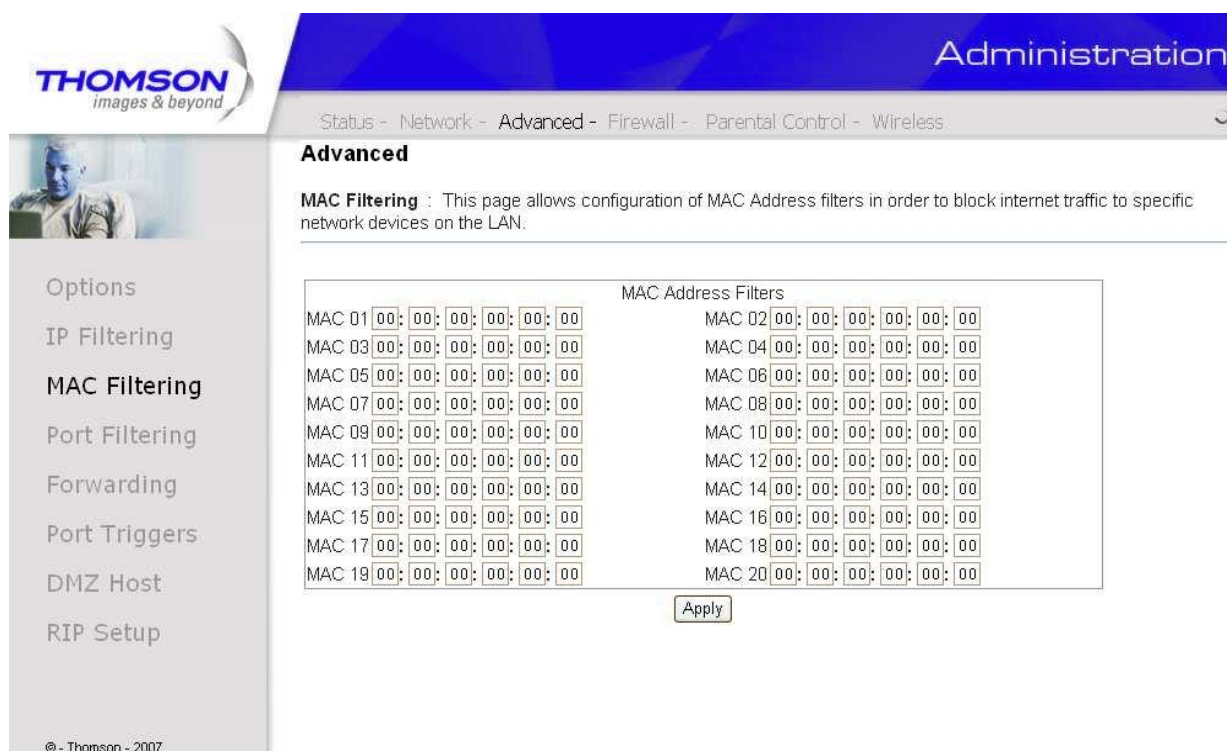 THOMSON
images & beyond
Administration
Status - Network - Advanced - Firewall - Parental Control - Wireless
Advanced
MAC Filtering : This page allows configuration of MAC Address filters in order to block internet traffic to specific
network devices on the LAN.
Options
IP Filtering
MAC Filtering
Port Filtering
Forwarding
Port Triggers
DMZ Host
RIP Setup
MAC Address Filters
MAC 01 00: 00: 00: 00: 00: 00 MAC 02 00: 00: 00: 00: 00: 00
MAC 03 00: 00: 00: 00: 00: 00 MAC 04 00: 00: 00: 00: 00: 00
MAC 05 00: 00: 00: 00: 00: 00 MAC 06 00: 00: 00: 00: 00: 00
MAC 07 00: 00: 00: 00: 00: 00 MAC 08 00: 00: 00: 00: 00: 00
MAC 09 00: 00: 00: 00: 00: 00 MAC 10 00: 00: 00: 00: 00: 00
MAC 11 00: 00: 00: 00: 00: 00 MAC 12 00: 00: 00: 00: 00: 00
MAC 13 00: 00: 00: 00: 00: 00 MAC 14 00: 00: 00: 00: 00: 00
MAC 15 00: 00: 00: 00: 00: 00 MAC 16 00: 00: 00: 00: 00: 00
MAC 17 00: 00: 00: 00: 00: 00 MAC 18 00: 00: 00: 00: 00: 00
MAC 19 00: 00: 00: 00: 00: 00 MAC 20 00: 00: 00: 00: 00: 00
Apply
© - Thomson - 2007